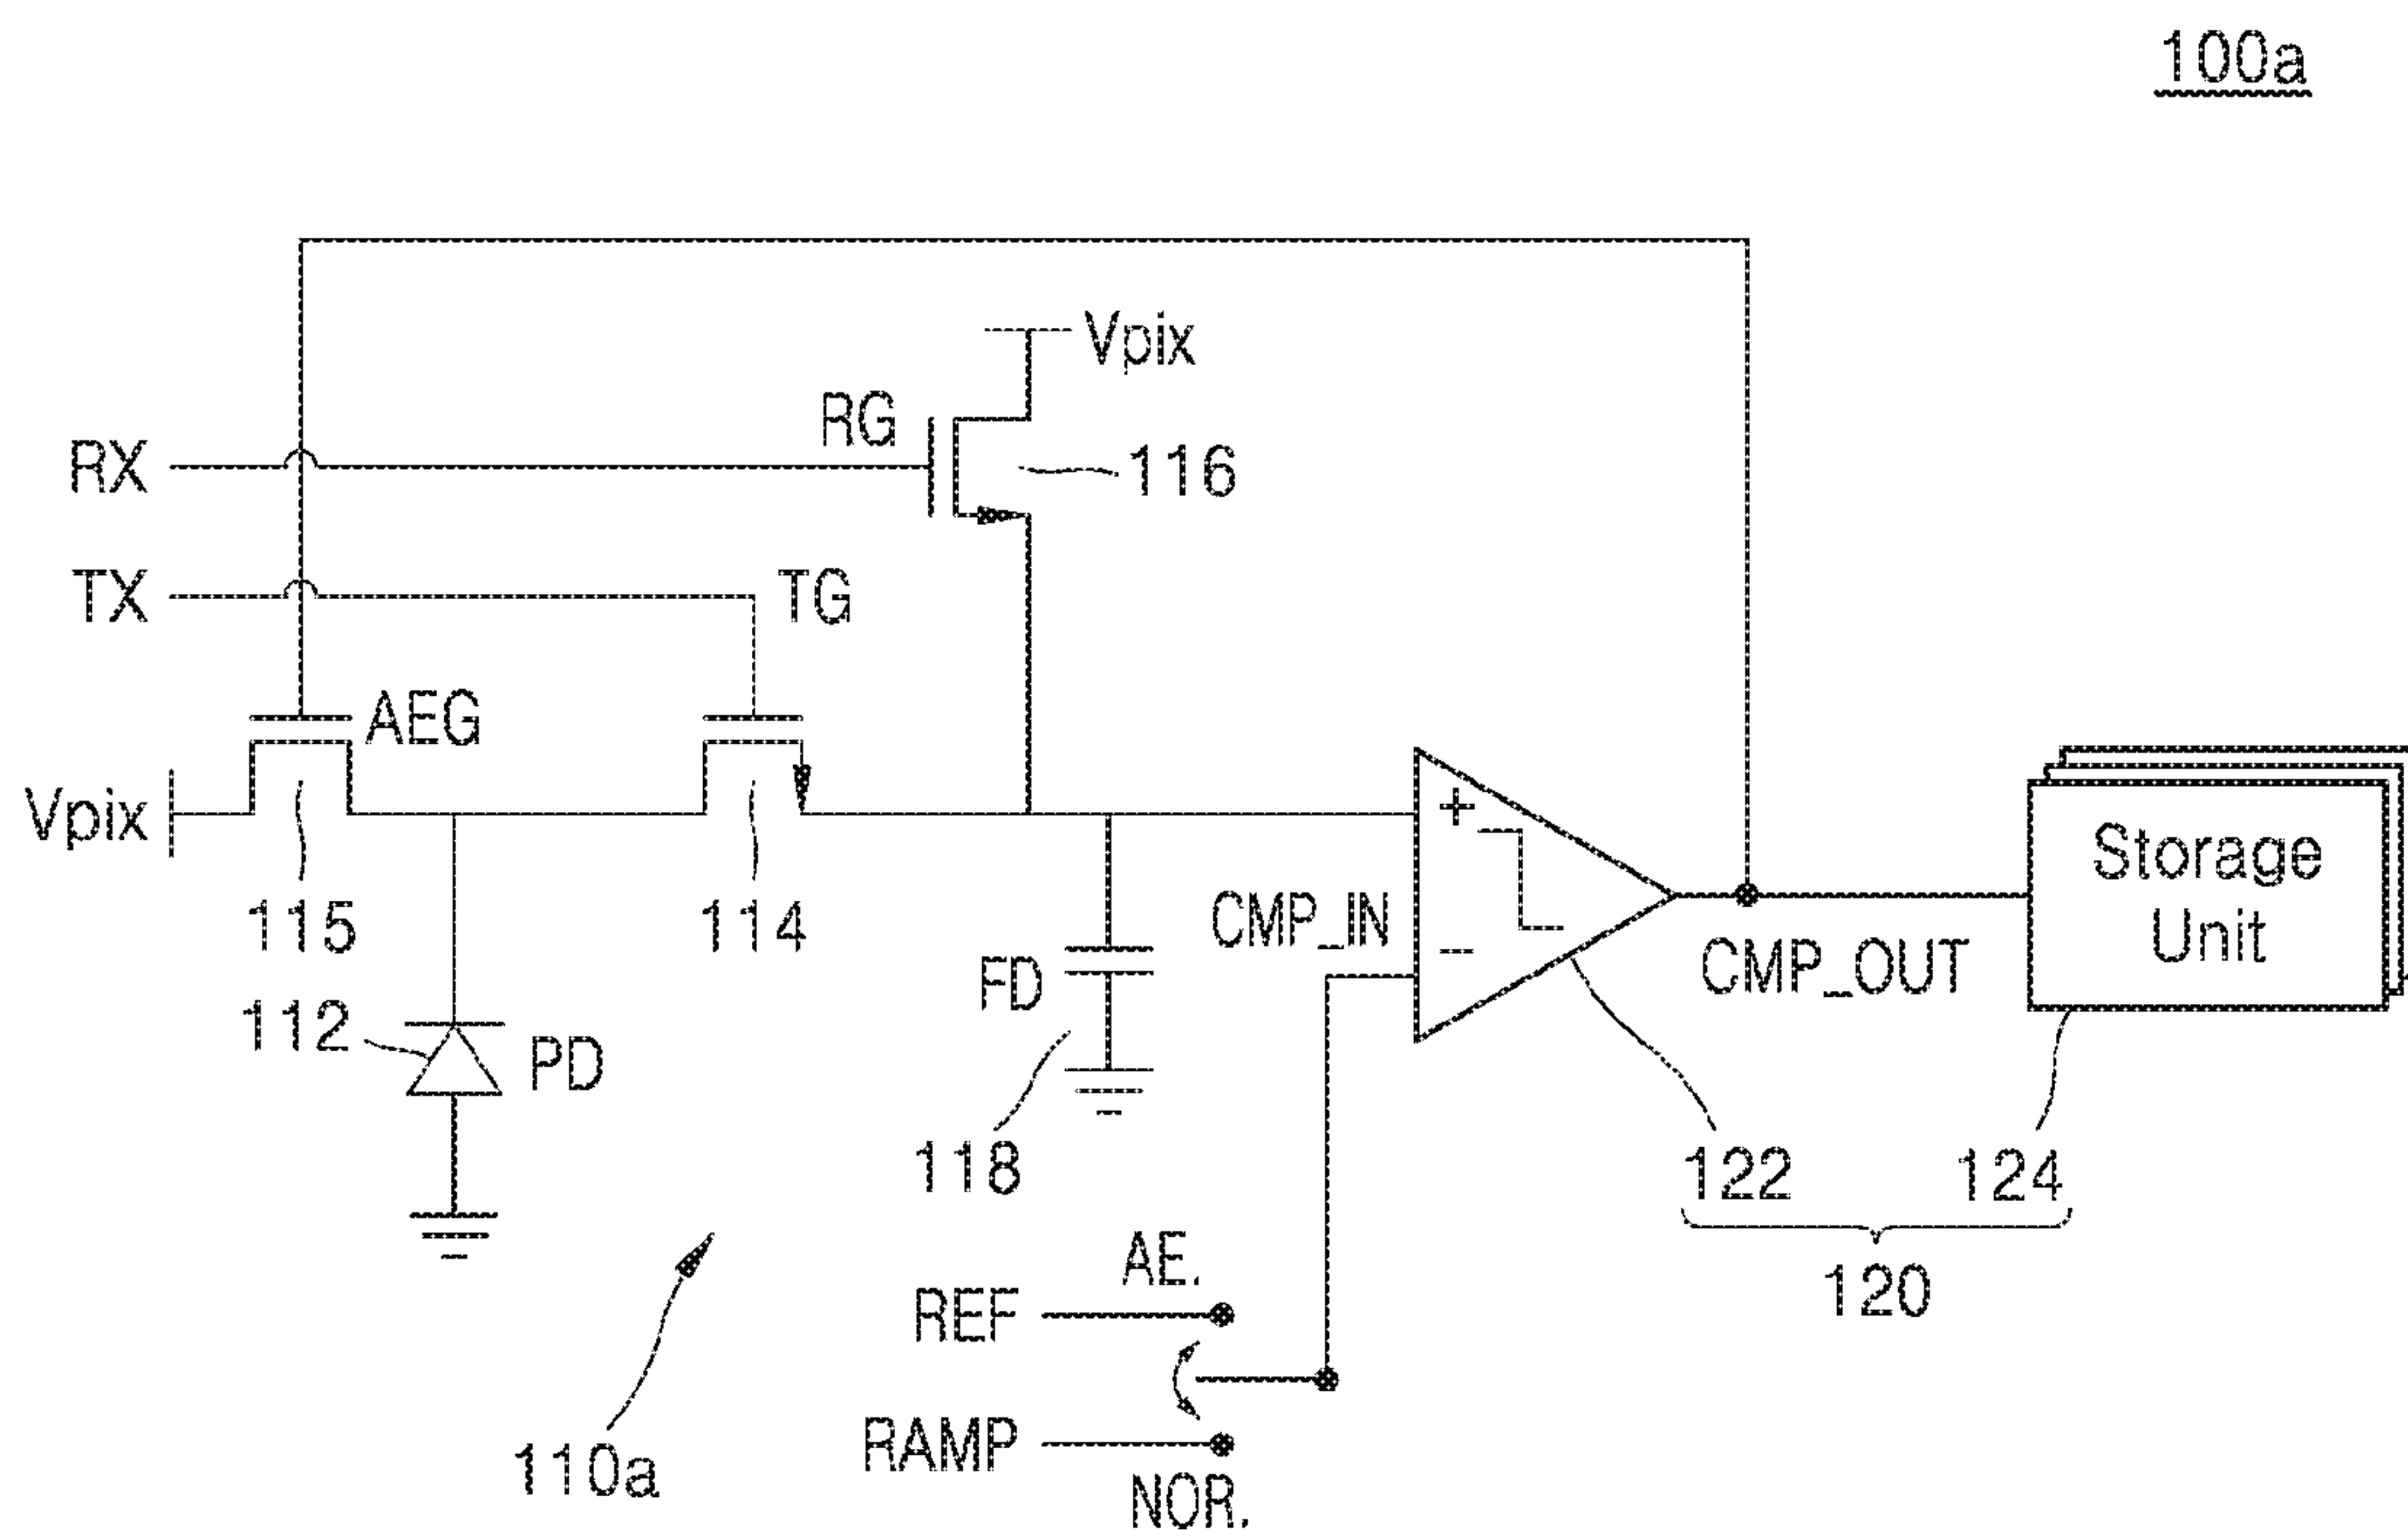 100a
Vpix
RG
RX
116
TX
TG
AEG
Vpix
+
Storage
Unit
115
114
CMP_IN
−
CMP_OUT
FD
112
PD
118
122
124
AE.
REF
120
RAMP
110a
NOR.